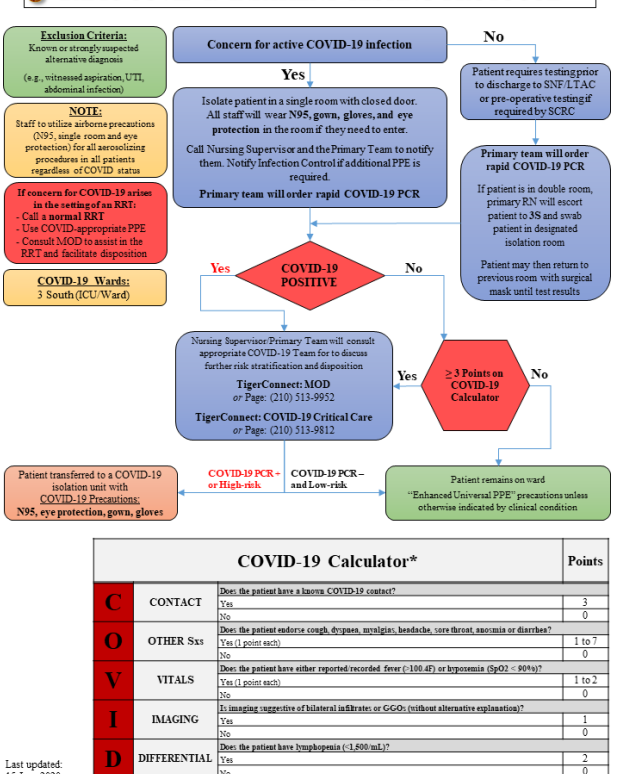 Exclusion Criteria:
Known or strongly suspected
alternative diagnosis
(e.g., witnessed aspiration, UTI,
abdominal infection)
NOTE:
Staff to utilize airborne precautions
(N95, single room and eye
protection) for all aerosolizing
procedures in all patients
regardless of COVID status
If concern for COVID-19 arises
in the setting of an RRT:
- Call a normal RRT
- Use COVID-appropriate PPE
- Consult MOD to assist in the
RRT and facilitate disposition
COVID-19 Wards:
3 South (ICU/Ward)
Concern for active COVID-19 infection
No
Yes
Isolate patient in a single room with closed door.
All staff will wear N95, gown, gloves, and eye
protection in the room if they need to enter.
Call Nursing Supervisor and the Primary Team to notify
them. Notify Infection Control if additional PPE is
required.
Primary team will order rapid COVID-19 PCR
Patient requires testing prior
to discharge to SNF/LTAC
or pre-operative testing if
required by SCRC
Primary team will order
rapid COVID-19 PCR
If patient is in double room,
primary RN will escort
patient to 3S and swab
patient in designated
isolation room
Patient may then return to
previous room with surgical
mask until test results
Yes
COVID-19
POSITIVE
No
Nursing Supervisor/Primary Team will consult
appropriate COVID-19 Team for to discuss
further risk stratification and disposition
TigerConnect: MOD
or Page: (210) 513-9952
TigerConnect: COVID-19 Critical Care
or Page: (210) 513-9812
Yes
≥ 3 Points on
COVID-19
Calculator
No
COVID-19 PCR +
or High-risk
COVID-19 PCR –
and Low-risk
Patient transferred to a COVID-19
isolation unit with
COVID-19 Precautions:
N95, eye protection, gown, gloves
Patient remains on ward
"Enhanced Universal PPE" precautions unless
otherwise indicated by clinical condition
COVID-19 Calculator* Points
C CONTACT
Does the patient have a known COVID-19 contact?
Yes 3
No 0
O OTHER Sxs
Does the patient endorse cough, dyspnea, myalgias, headache, sore throat, anosmia or diarrhea?
Yes (1 point each) 1 to 7
No 0
V VITALS
Does the patient have either reported/recorded fever (>100.4F) or hypoxemia (SpO2 < 90%)?
Yes (1 point each) 1 to 2
No 0
I IMAGING
Is imaging suggestive of bilateral infiltrates or GGOs (without alternative explanation)?
Yes 1
No 0
D DIFFERENTIAL
Does the patient have lymphopenia (<1,500/mL)?
Yes 2
No 0
Last updated: